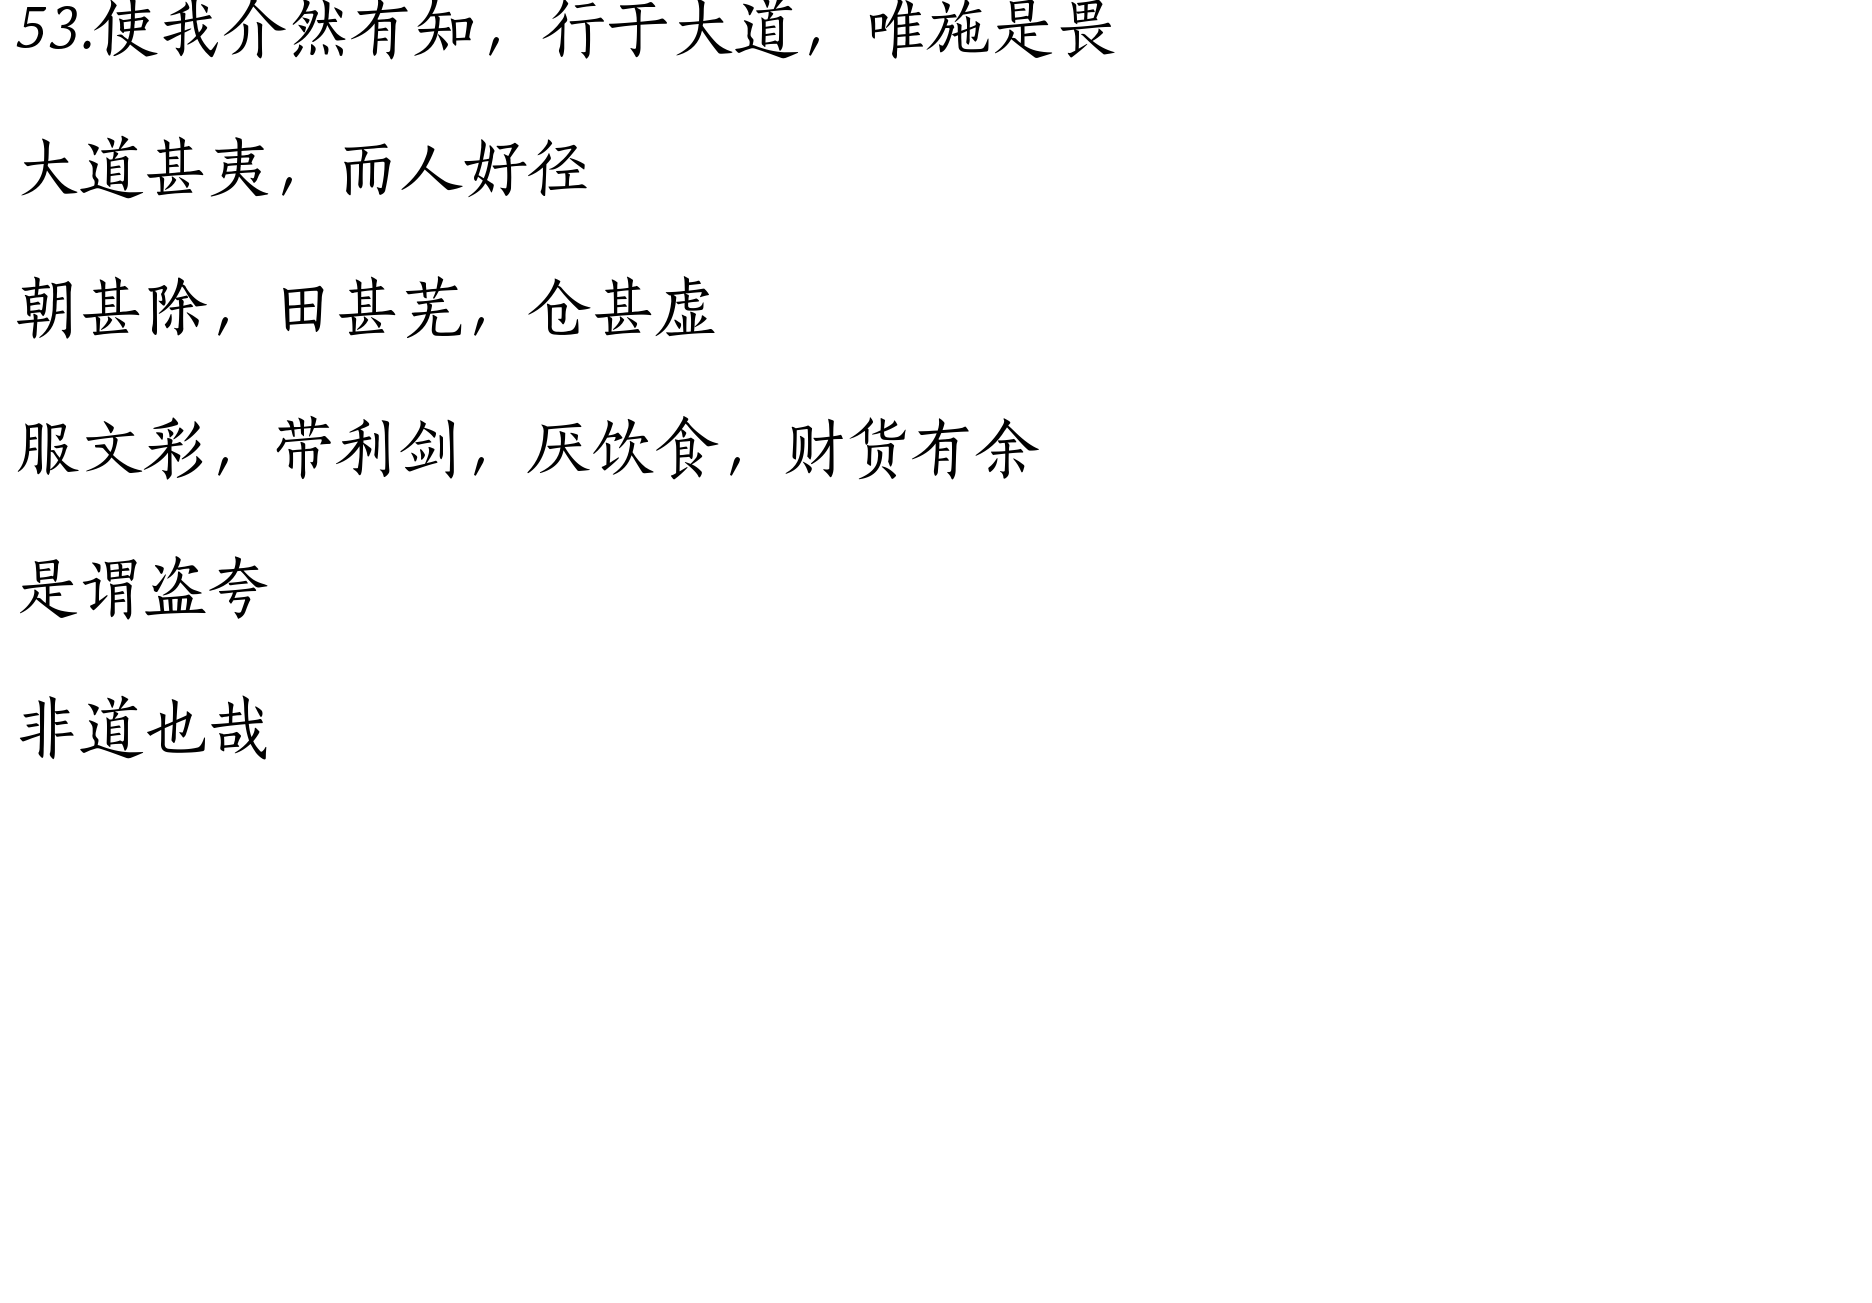 53.使我介然有知，行于大道，唯施是畏
大道甚夷，而人好径
朝甚除，田甚芜，仓甚虚
服文彩，带利剑，厌饮食，财货有余
是谓盗夸
非道也哉